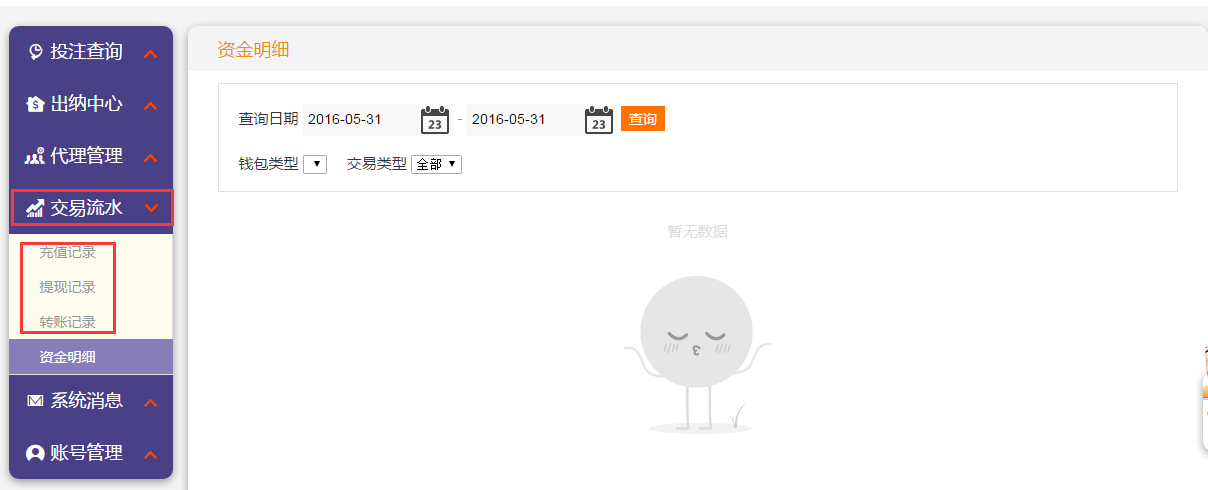 投注查询
出纳中心
代理管理
交易流水
充值记录
提现记录
转账记录
资金明细
系统消息
账号管理
资金明细
查询日期 2016-05-31 23 - 2016-05-31 23 查询
钱包类型 交易类型 全部
暂无数据